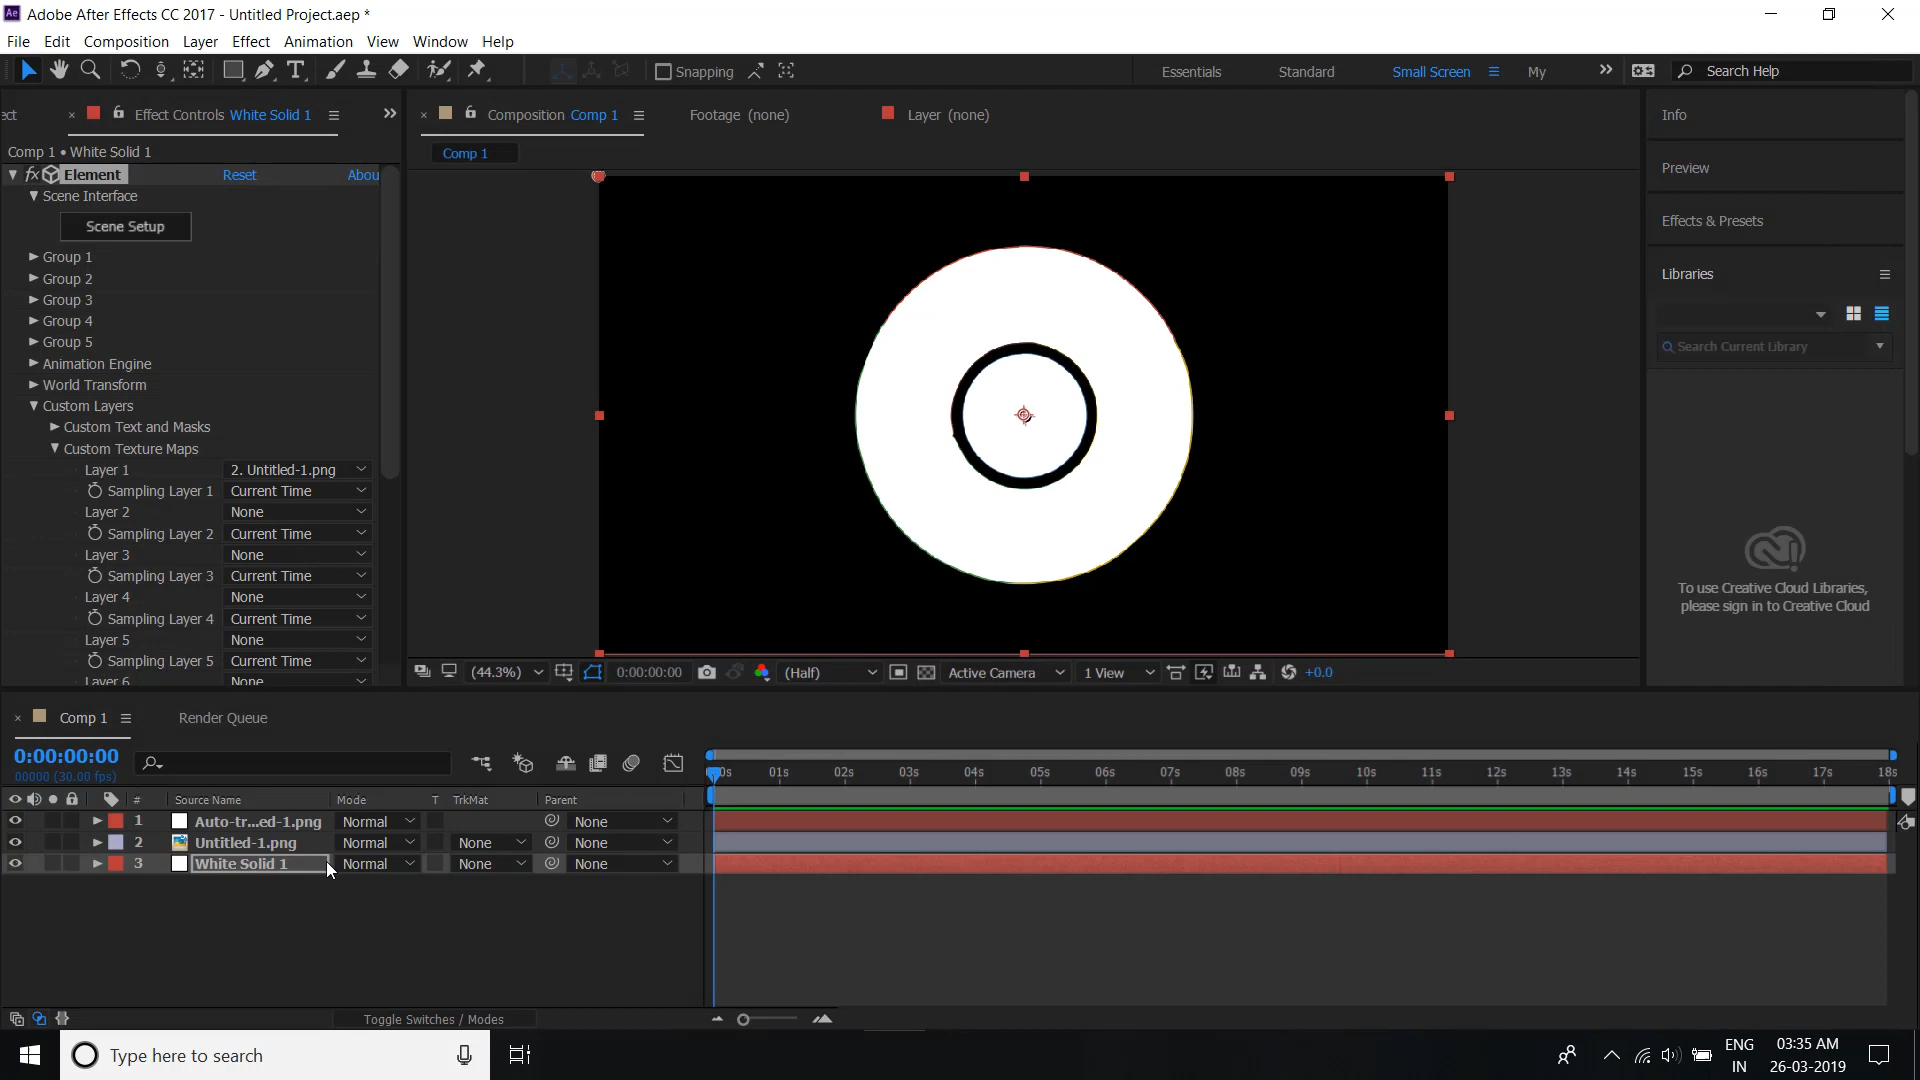 Adobe After Effects CC 2017 - Untitled Project.aep *
File Edit Composition Layer Effect Animation View Window Help
Snapping
Essentials Standard Small Screen My
Search Help
ect
Effect Controls White Solid 1
Comp 1 • White Solid 1
fx Element Reset Abou
Scene Interface
Scene Setup
Group 1
Group 2
Group 3
Group 4
Group 5
Animation Engine
World Transform
Custom Layers
Custom Text and Masks
Custom Texture Maps
Layer 1 2. Untitled-1.png
Sampling Layer 1 Current Time
Layer 2 None
Sampling Layer 2 Current Time
Layer 3 None
Sampling Layer 3 Current Time
Layer 4 None
Sampling Layer 4 Current Time
Layer 5 None
Sampling Layer 5 Current Time
Layer 6 None
Composition Comp 1
Footage (none)
Layer (none)
Comp 1
(44.3%) 0:00:00:00 (Half) Active Camera 1 View +0.0
Info
Preview
Effects & Presets
Libraries
Search Current Library
To use Creative Cloud Libraries,
please sign in to Creative Cloud
Comp 1 Render Queue
0:00:00:00
00000 (30.00 fps)
0s 01s 02s 03s 04s 05s 06s 07s 08s 09s 10s 11s 12s 13s 14s 15s 16s 17s 18s
# Source Name Mode T TrkMat Parent
1 Auto-tr...ed-1.png Normal None
2 Untitled-1.png Normal None None
3 White Solid 1 Normal None None
Toggle Switches / Modes
Type here to search
ENG
IN
03:35 AM
26-03-2019